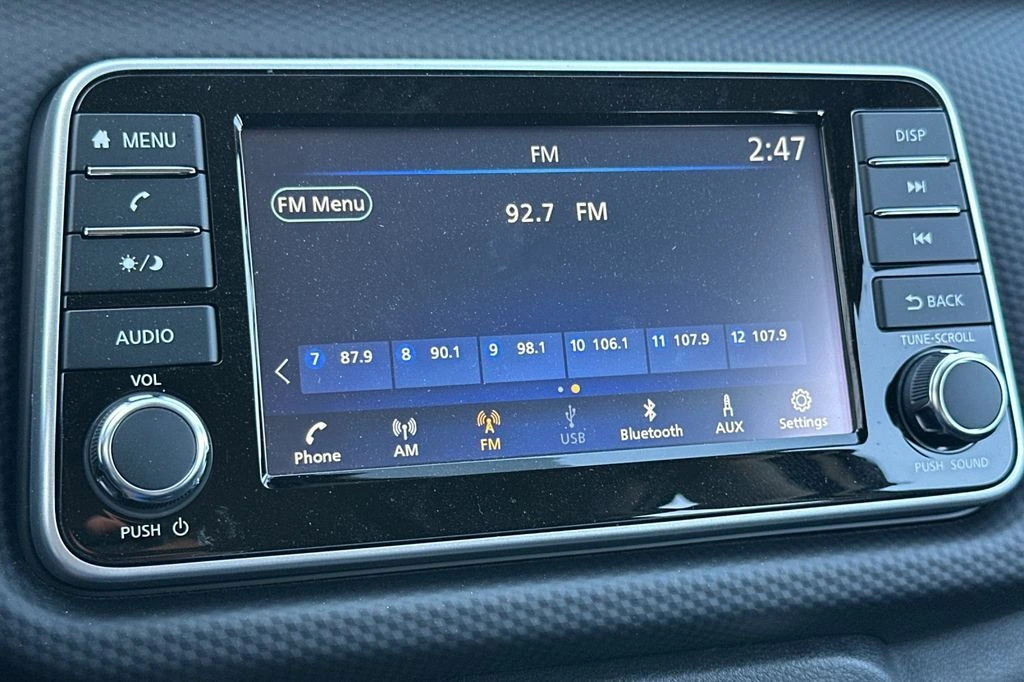 MENU
AUDIO
VOL
PUSH
FM
2:47
FM Menu
92.7 FM
7 87.9
8 90.1
9 98.1
10 106.1
11 107.9
12 107.9
Phone
AM
FM
USB
Bluetooth
AUX
Settings
DISP
BACK
TUNE·SCROLL
PUSH SOUND